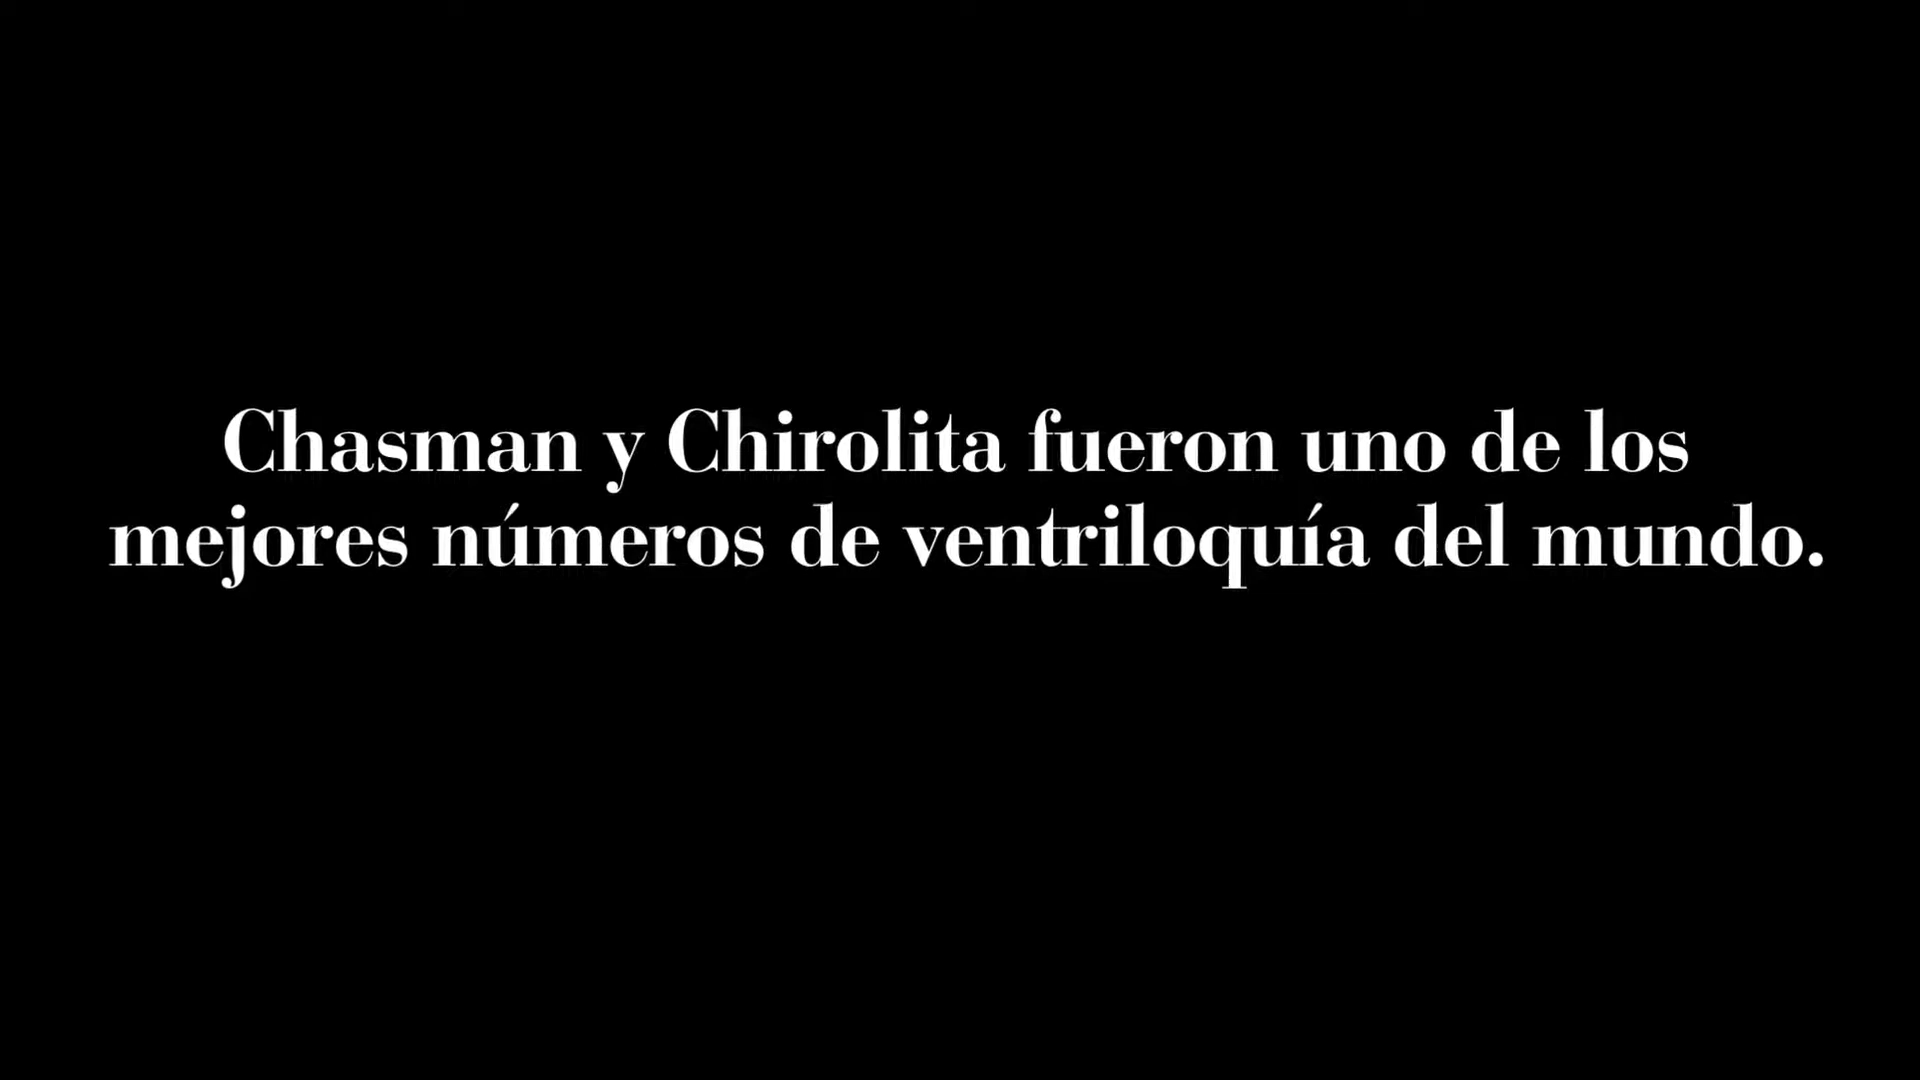 Chasman y Chirolita fueron uno de los
mejores números de ventriloquía del mundo.